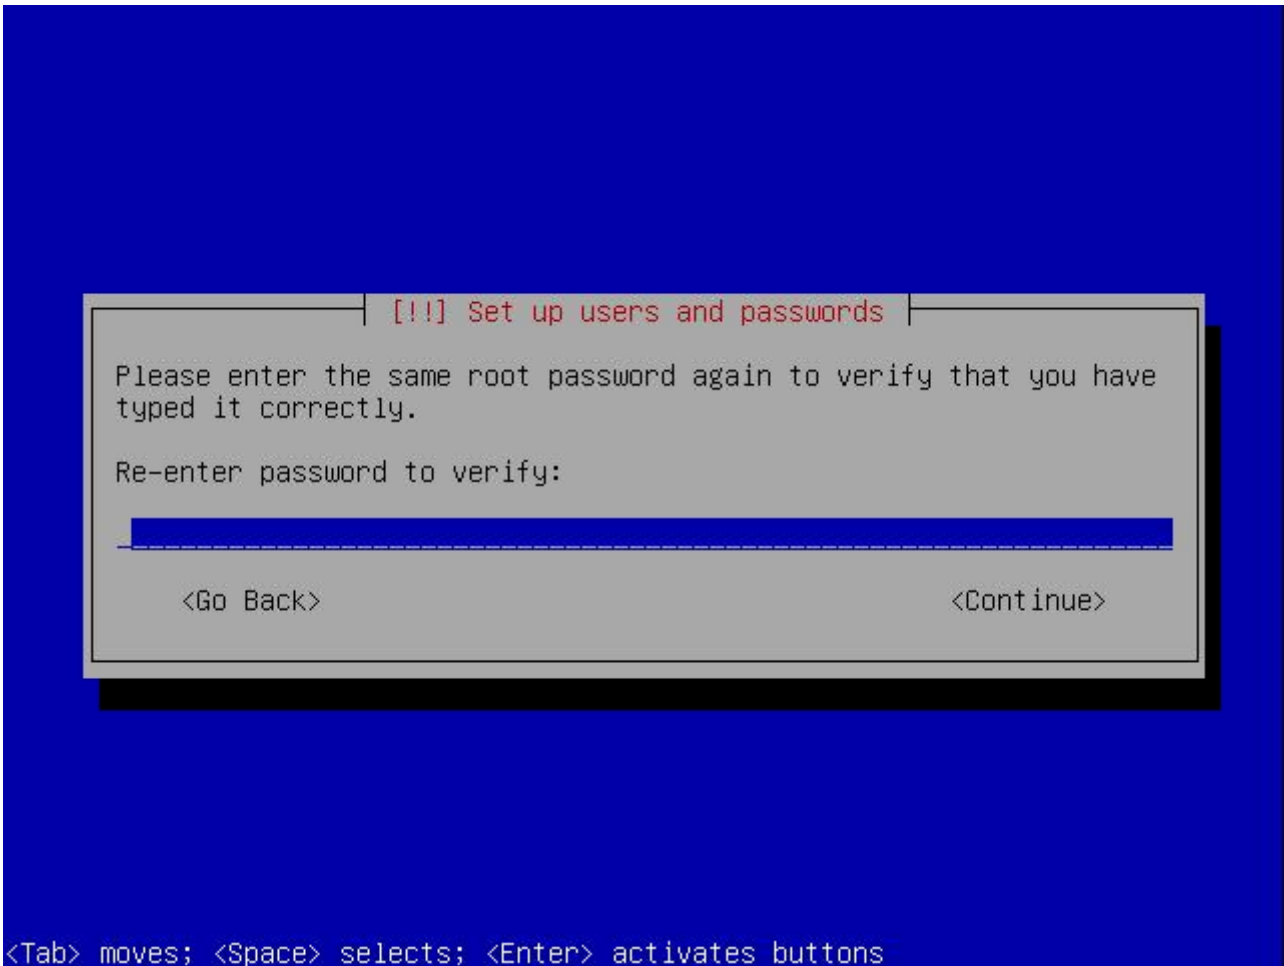 [!!] Set up users and passwords
Please enter the same root password again to verify that you have
typed it correctly.
Re-enter password to verify:
<Go Back> <Continue>
<Tab> moves; <Space> selects; <Enter> activates buttons